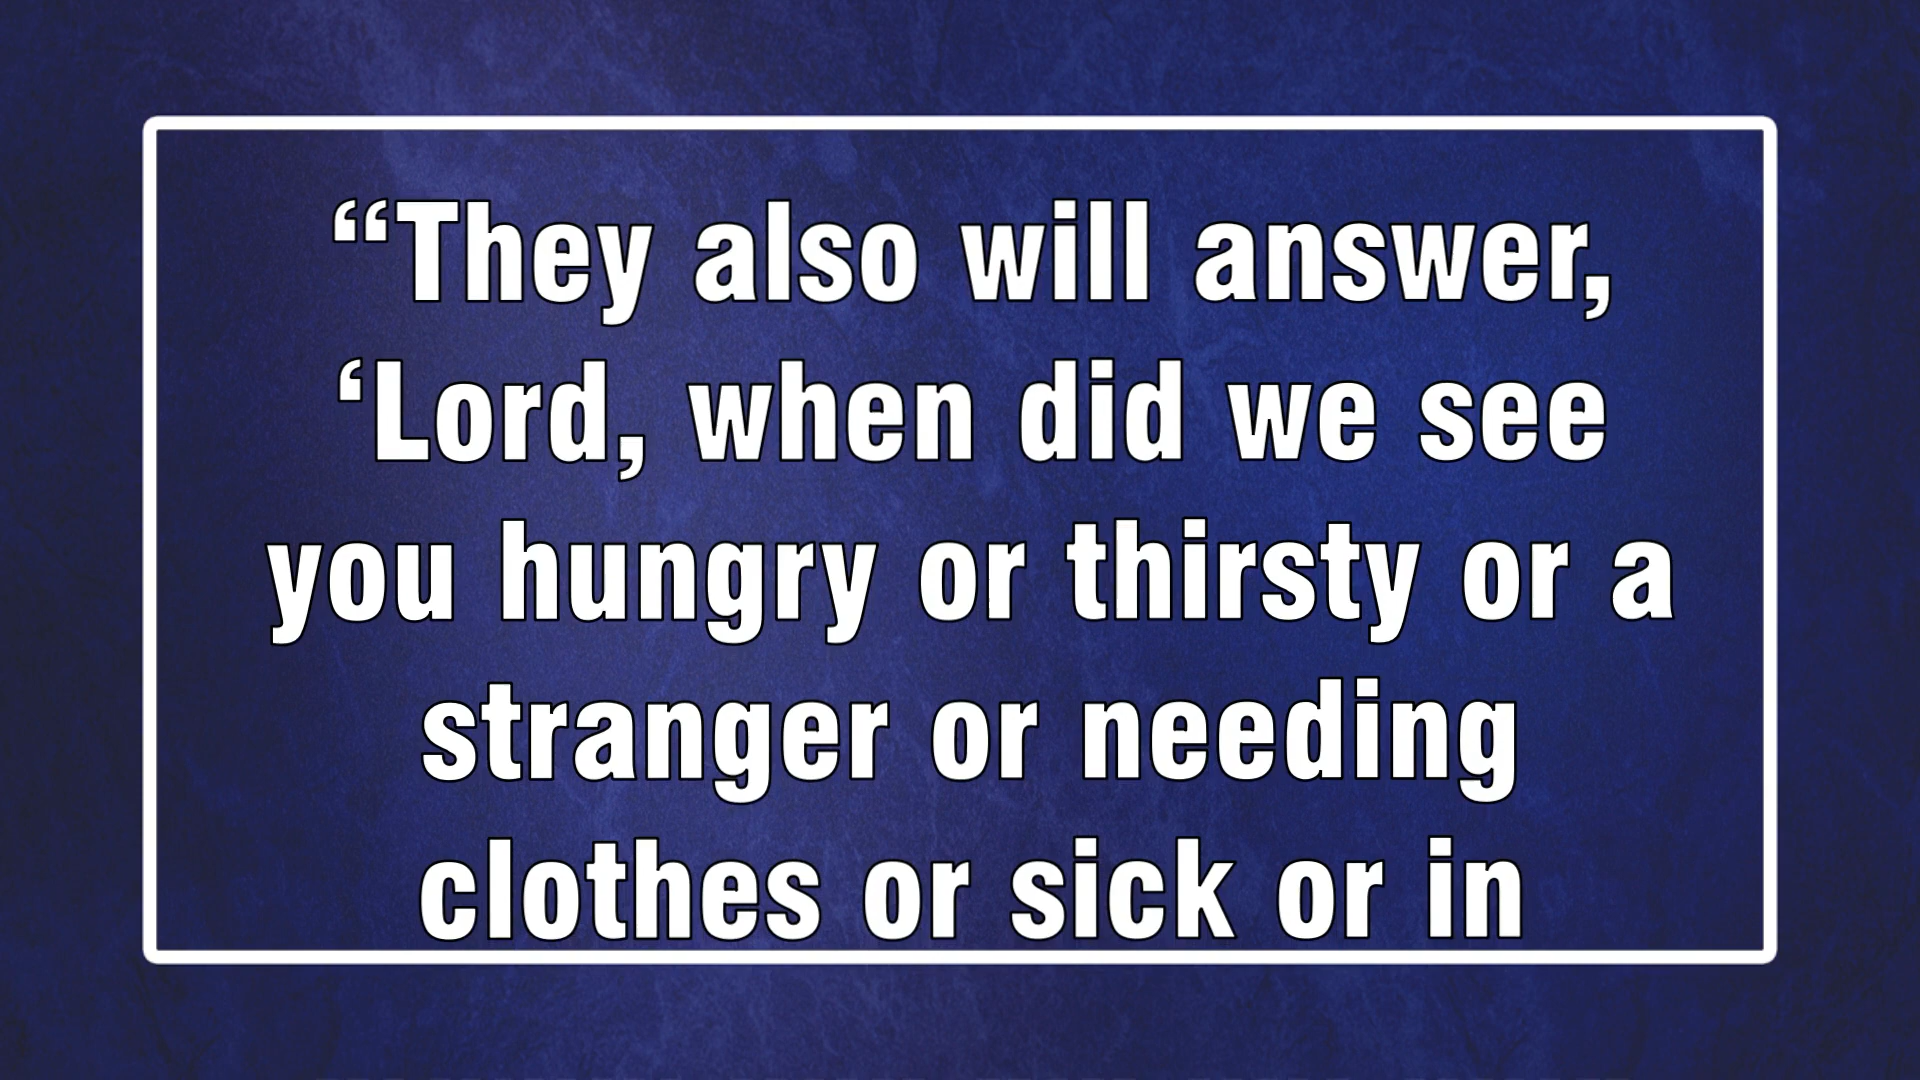 “They also will answer,
‘Lord, when did we see
you hungry or thirsty or a
stranger or needing
clothes or sick or in